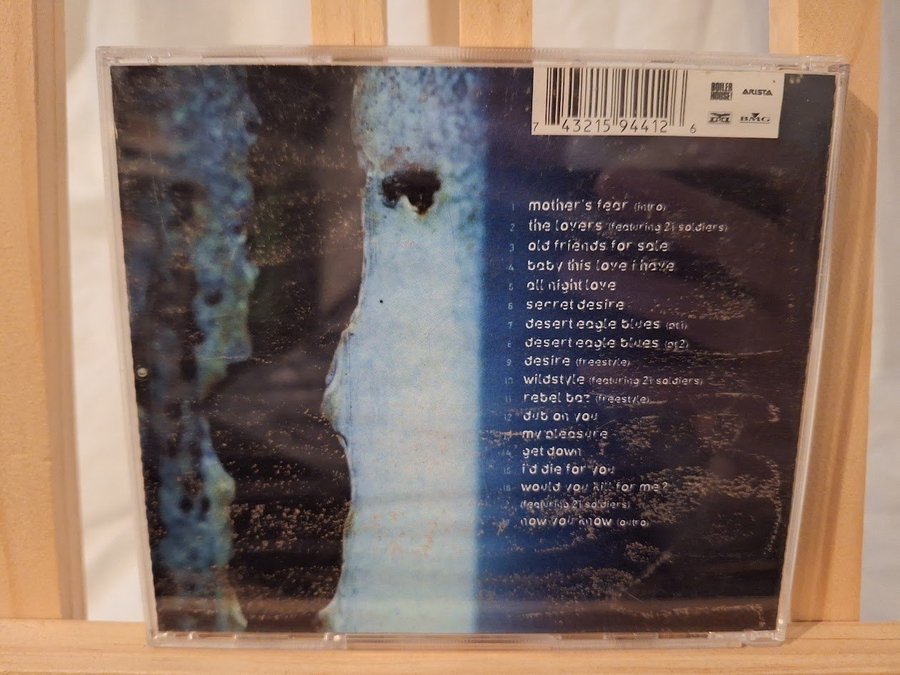 BOILER HOUSE! ARISTA
BMG
7 43215 94412 6
1 mother's fear (intro)
2 the lovers (featuring 21 soldiers)
3 old friends for sale
4 baby this love i have
5 all night love
6 secret desire
7 desert eagle blues (pt1)
8 desert eagle blues (pt2)
9 desire (freestyle)
10 wildstyle (featuring 21 soldiers)
11 rebel baz (freestyle)
12 dub on you
my pleasure
14 get down
15 i'd die for you
16 would you kill for me?
(featuring 21 soldiers)
now you know (outro)